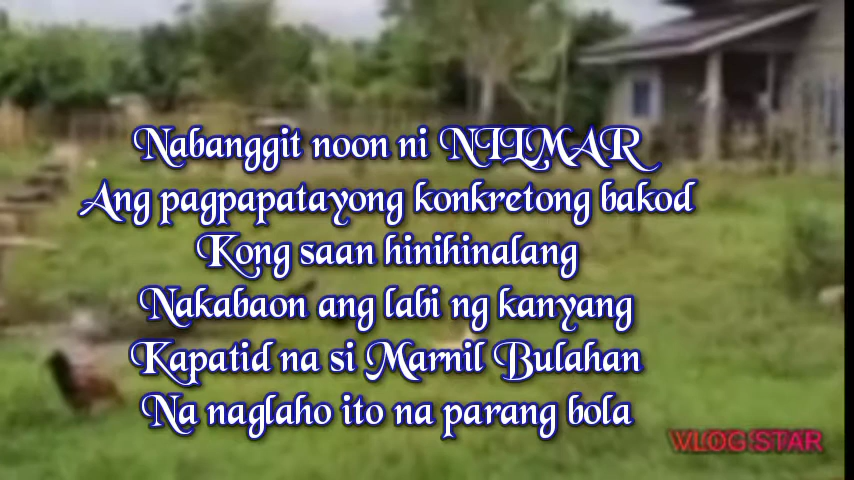 Nabanggit noon ni NILMAR
Ang pagpapatayong konkretong bakod
Kong saan hinihinalang
Nakabaon ang labi ng kanyang
Kapatid na si Marnil Bulahan
Na naglaho ito na parang bola
VLOG STAR